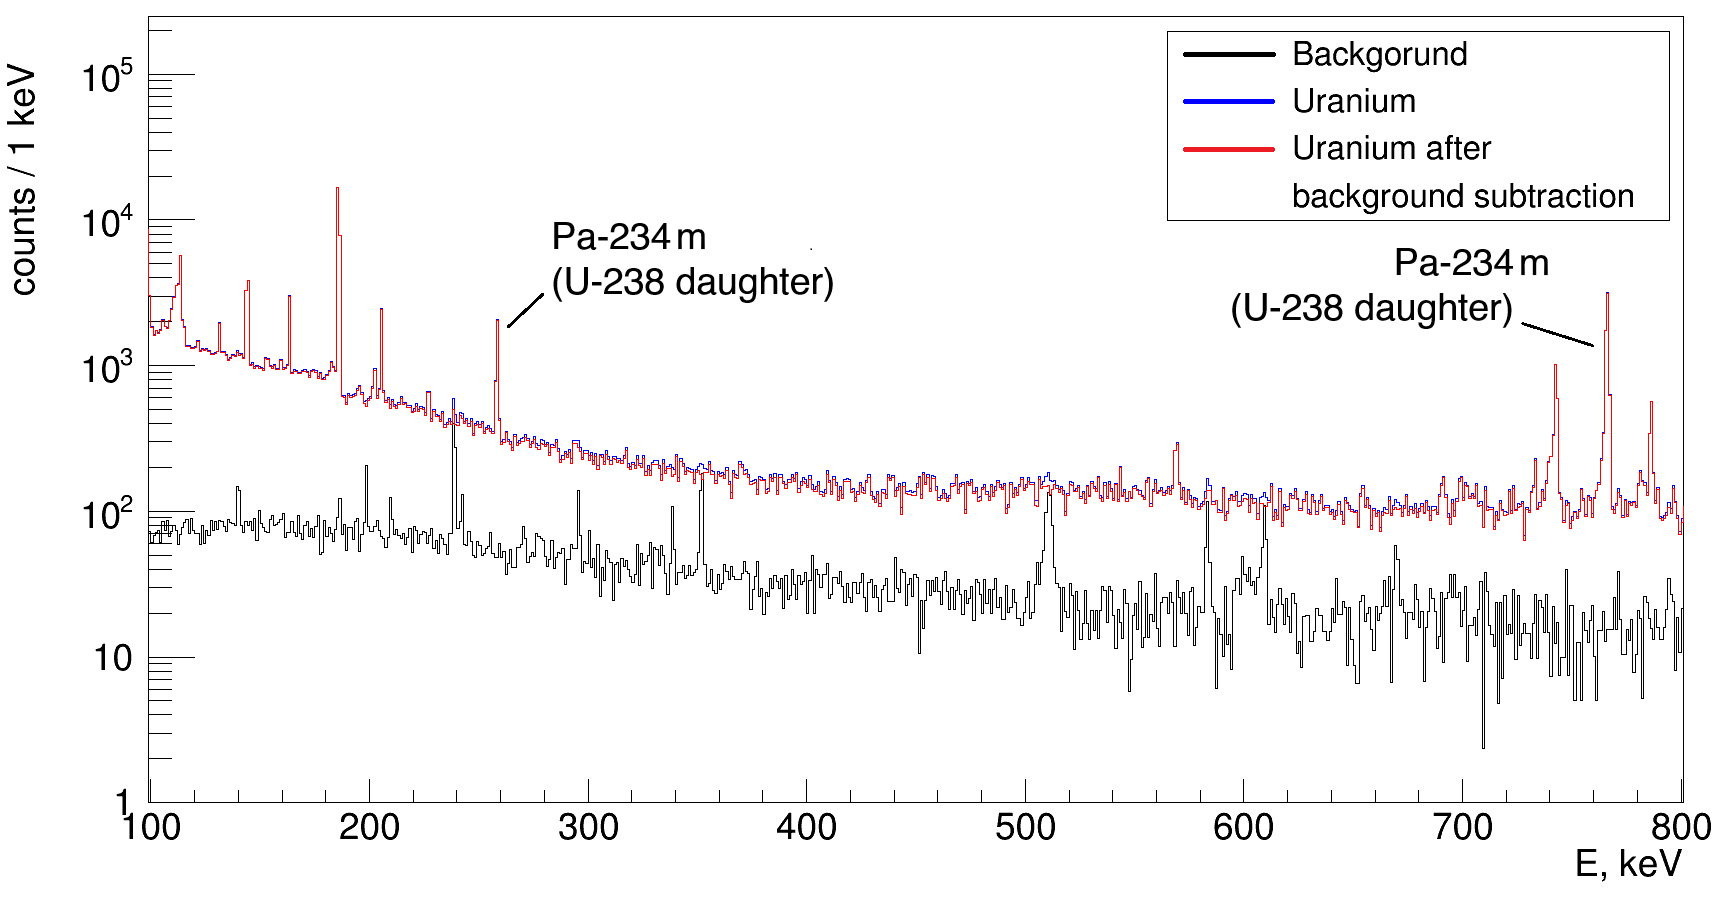 counts / 1 keV
10^5
10^4
10^3
10^2
10
1
Backgorund
Uranium
Uranium after
background subtraction
Pa-234 m
(U-238 daughter)
Pa-234 m
(U-238 daughter)
100 200 300 400 500 600 700 800
E, keV